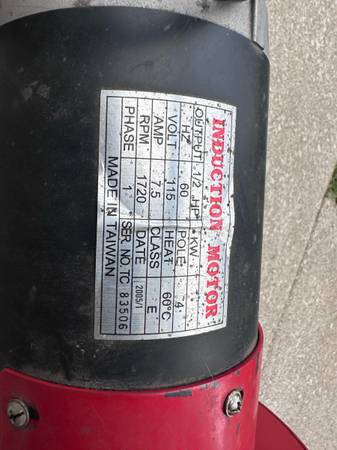 INDUCTION MOTOR
OUTPUT 1/2 HP KW
HZ 60 POLE 4
VOLT 115 HEAT 60°C
AMP 7.5 CLASS E
RPM 1720 DATE 2005/1
PHASE 1 SER. NO. TC 83506
MADE IN TAIWAN